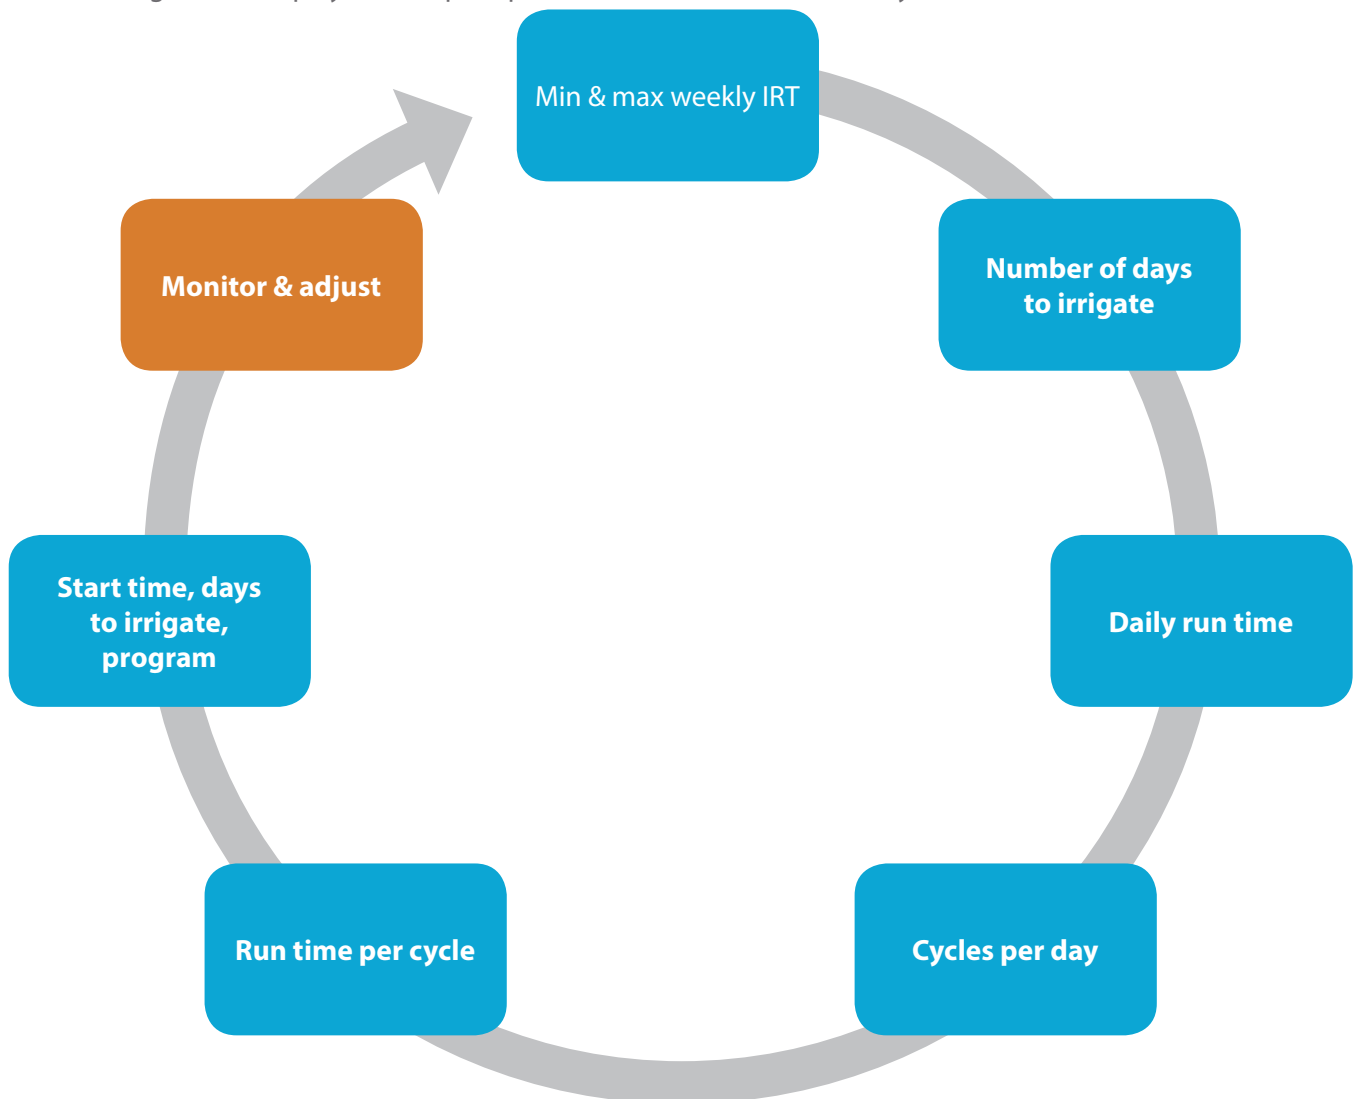 Min & max weekly IRT
Number of days
to irrigate
Daily run time
Cycles per day
Run time per cycle
Start time, days
to irrigate,
program
Monitor & adjust